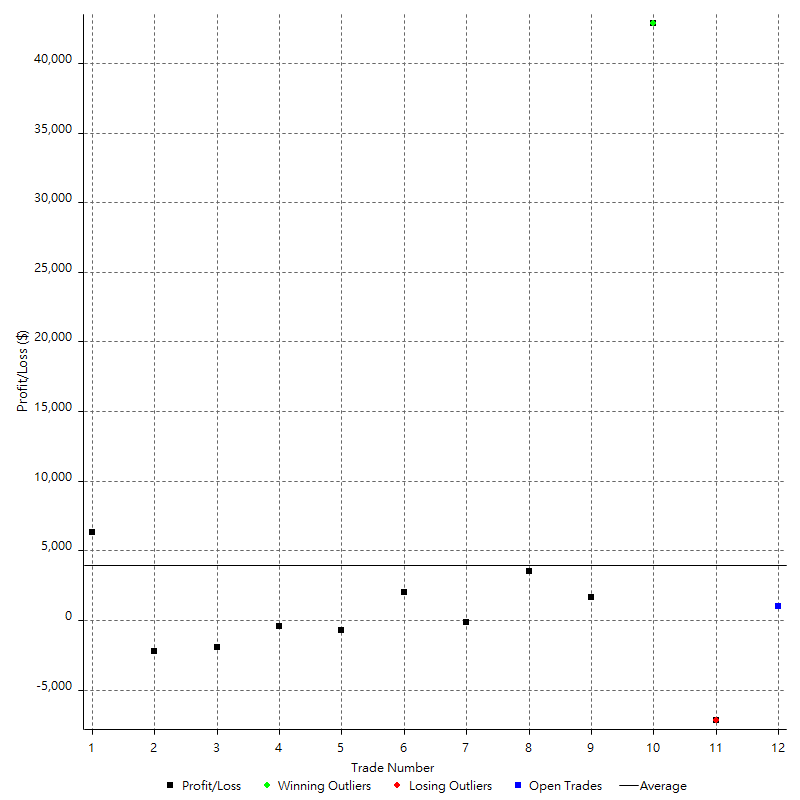 40,000
35,000
30,000
25,000
20,000
15,000
10,000
5,000
0
-5,000
Profit/Loss ($)
1 2 3 4 5 6 7 8 9 10 11 12
Trade Number
Profit/Loss Winning Outliers Losing Outliers Open Trades Average